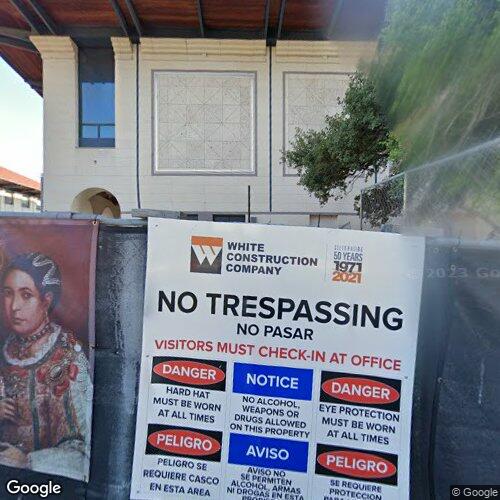 WHITE
CONSTRUCTION
COMPANY
CELEBRATING
50 YEARS
1971
2021
NO TRESPASSING
NO PASAR
VISITORS MUST CHECK-IN AT OFFICE
DANGER
HARD HAT
MUST BE WORN
AT ALL TIMES
NOTICE
NO ALCOHOL,
WEAPONS OR
DRUGS ALLOWED
ON THIS PROPERTY
DANGER
EYE PROTECTION
MUST BE WORN
AT ALL TIMES
PELIGRO
PELIGRO SE
REQUIERE CASCO
EN ESTA AREA
AVISO
AVISO NO
SE PERMITEN
ALCOHOL, ARMAS
NI DROGAS EN ESTA
PELIGRO
SE REQUIERE
PROTECCION
Google
© 2023 Go
© Google